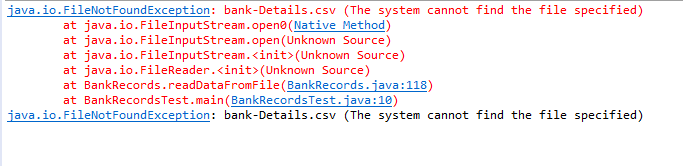 java.io.FileNotFoundException: bank-Details.csv (The system cannot find the file specified)
at java.io.FileInputStream.open0(Native Method)
at java.io.FileInputStream.open(Unknown Source)
at java.io.FileInputStream.<init>(Unknown Source)
at java.io.FileReader.<init>(Unknown Source)
at BankRecords.readDataFromFile(BankRecords.java:118)
at BankRecordsTest.main(BankRecordsTest.java:10)
java.io.FileNotFoundException: bank-Details.csv (The system cannot find the file specified)